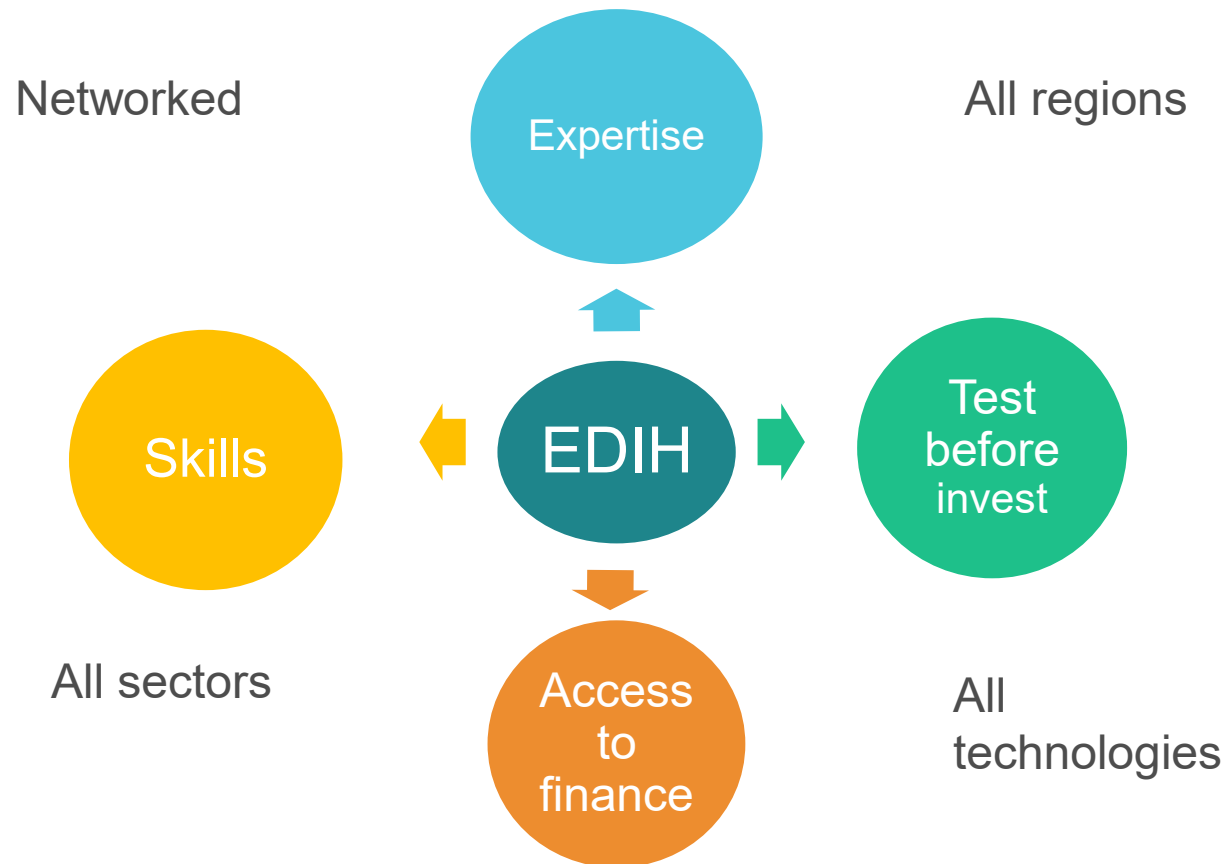 Networked
All regions
Expertise
Skills
EDIH
Test
before
invest
All sectors
Access
to
finance
All
technologies